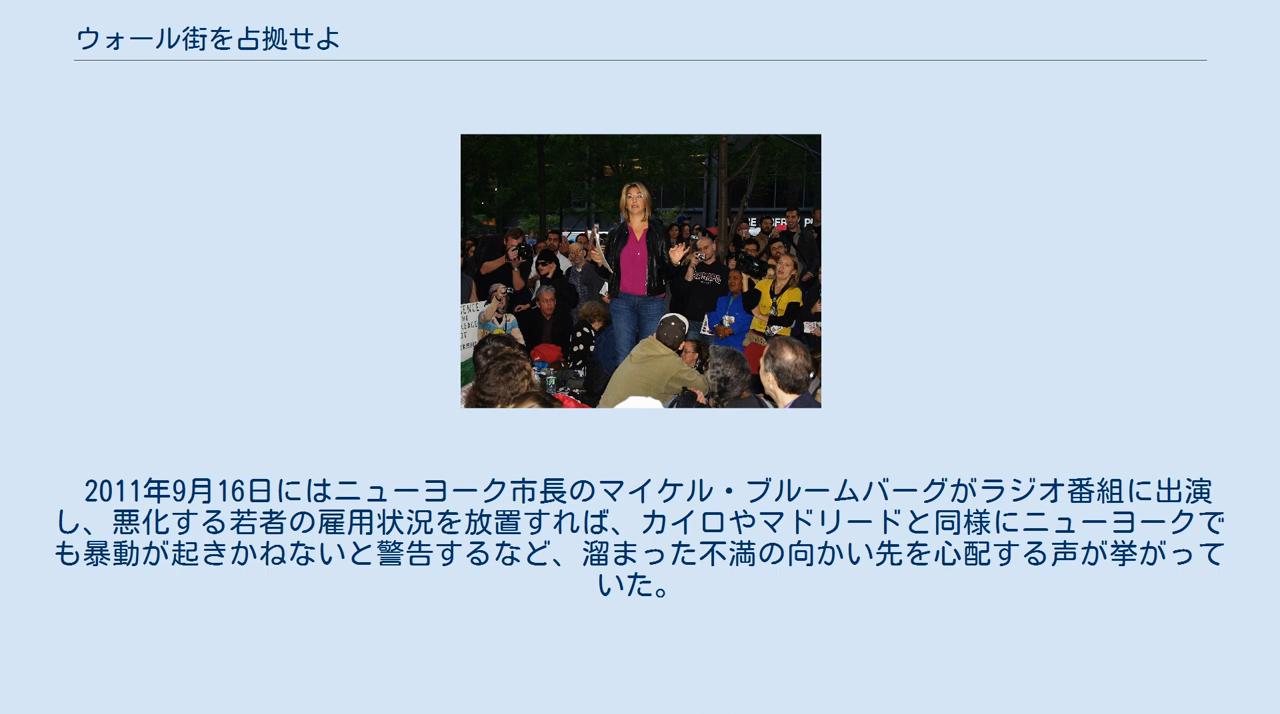 ウォール街を占拠せよ
2011年9月16日にはニューヨーク市長のマイケル・ブルームバーグがラジオ番組に出演
し、悪化する若者の雇用状況を放置すれば、カイロやマドリードと同様にニューヨークで
も暴動が起きかねないと警告するなど、溜まった不満の向かい先を心配する声が挙がって
いた。